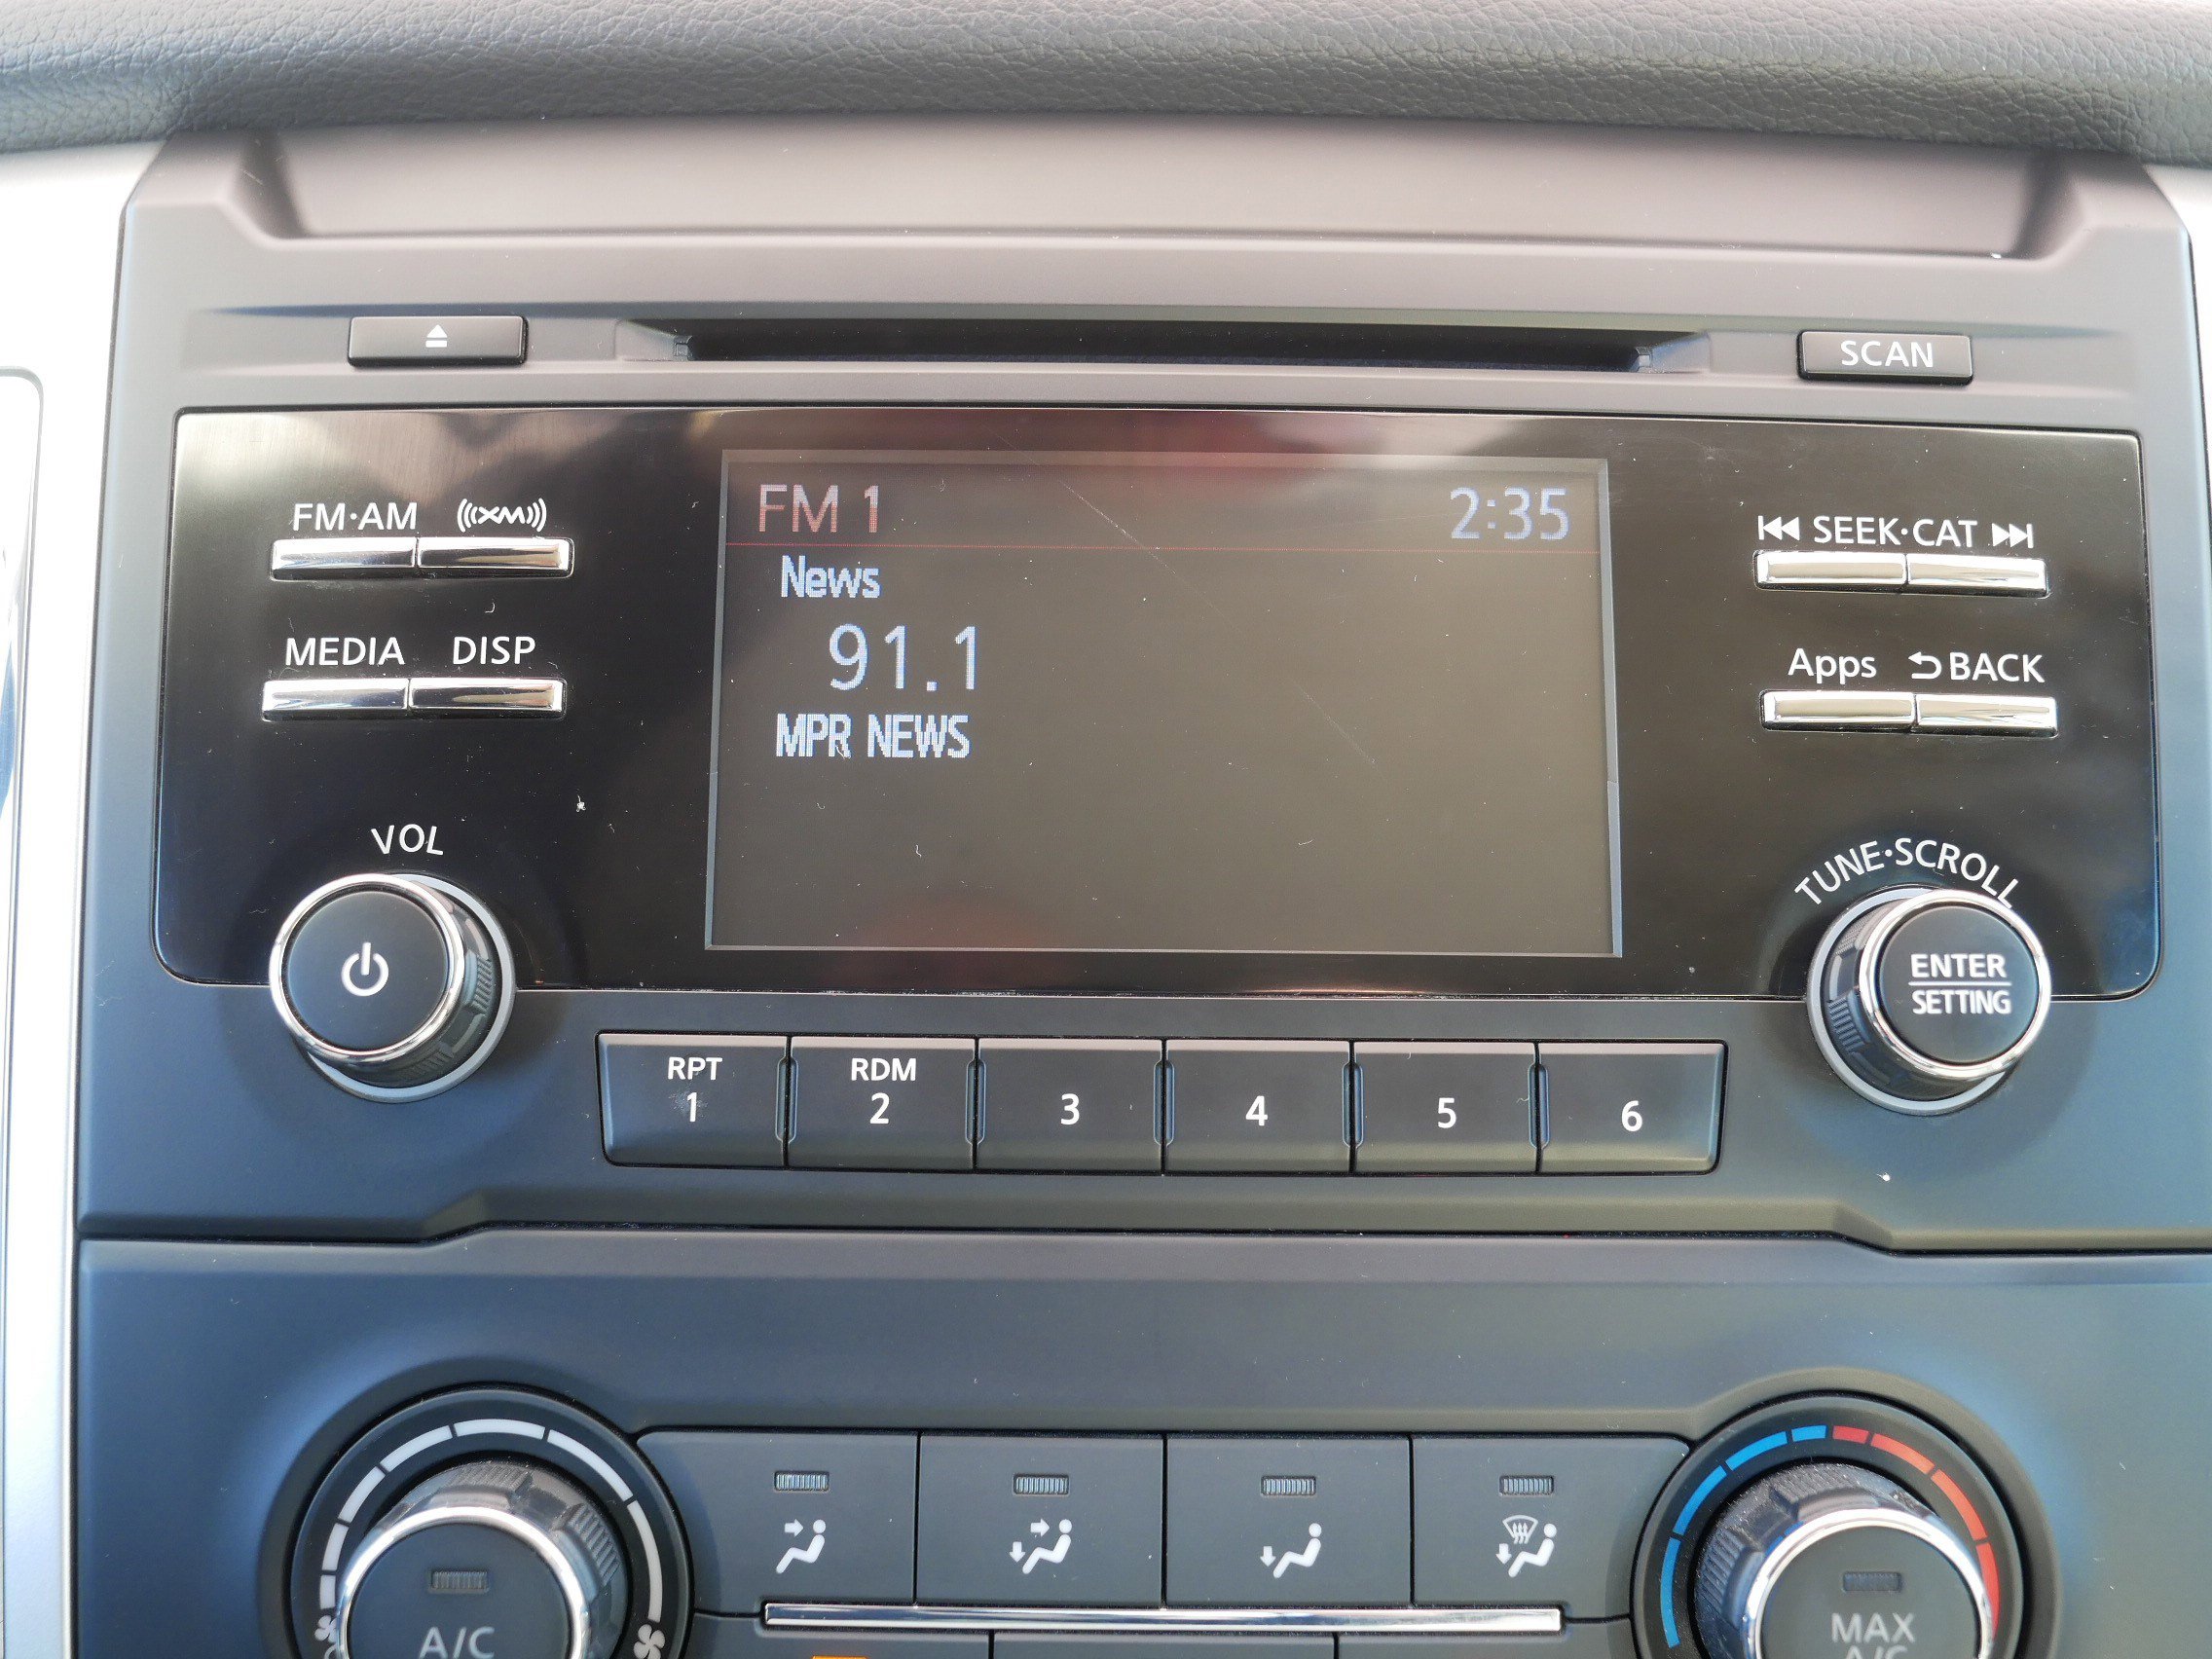 SCAN
FM·AM XM
SEEK·CAT
MEDIA DISP
Apps BACK
FM 1 2:35
News
91.1
MPR NEWS
VOL
TUNE·SCROLL
ENTER
SETTING
RPT
1
RDM
2
3
4
5
6
A/C
MAX
A/C